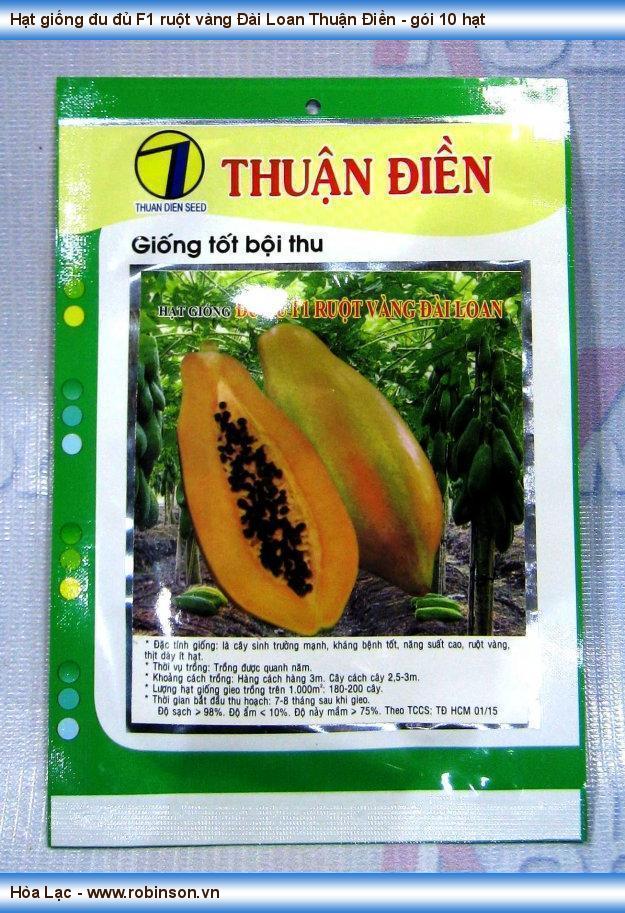 Hạt giống đu đủ F1 ruột vàng Đài Loan Thuận Điền - gói 10 hạt
THUAN DIEN SEED
THUẬN ĐIỀN
Giống tốt bội thu
HẠT GIỐNG ĐU ĐỦ F1 RUỘT VÀNG ĐÀI LOAN
* Đặc tính giống: là cây sinh trưởng mạnh, kháng bệnh tốt, năng suất cao, ruột vàng,
thịt dày ít hạt.
* Thời vụ trồng: Trồng được quanh năm.
* Khoảng cách trồng: Hàng cách hàng 3m. Cây cách cây 2,5-3m.
* Lượng hạt giống gieo trồng trên 1.000m²: 180-200 cây.
* Thời gian bắt đầu thu hoạch: 7-8 tháng sau khi gieo.
Độ sạch > 98%. Độ ẩm < 10%. Độ nảy mầm > 75%. Theo TCCS: TĐ HCM 01/15
Hòa Lạc - www.robinson.vn